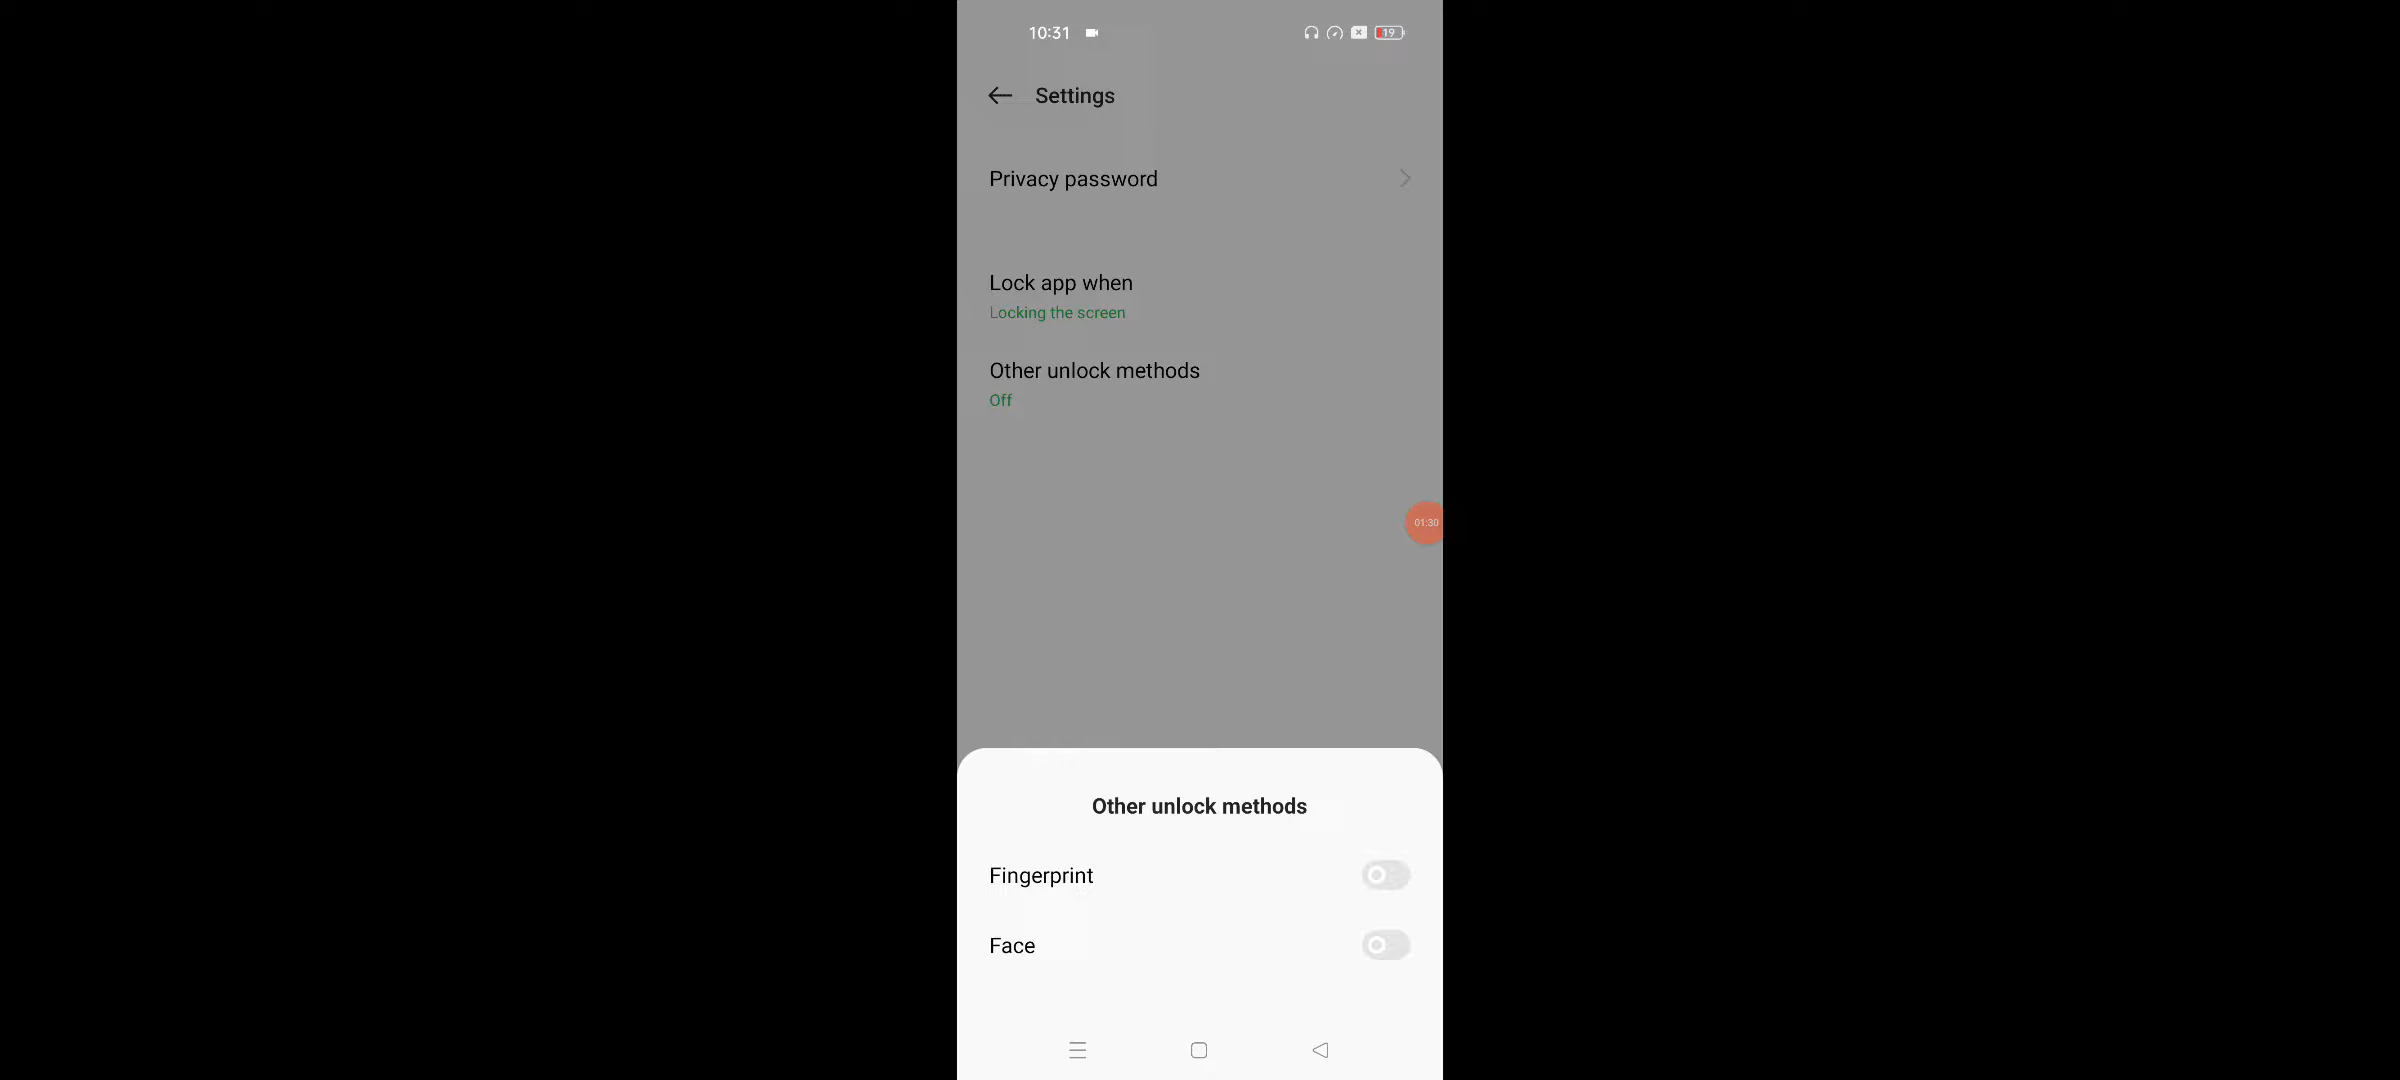 10:31
19
Settings
Privacy password
Lock app when
Locking the screen
Other unlock methods
Off
01:30
Other unlock methods
Fingerprint
Face